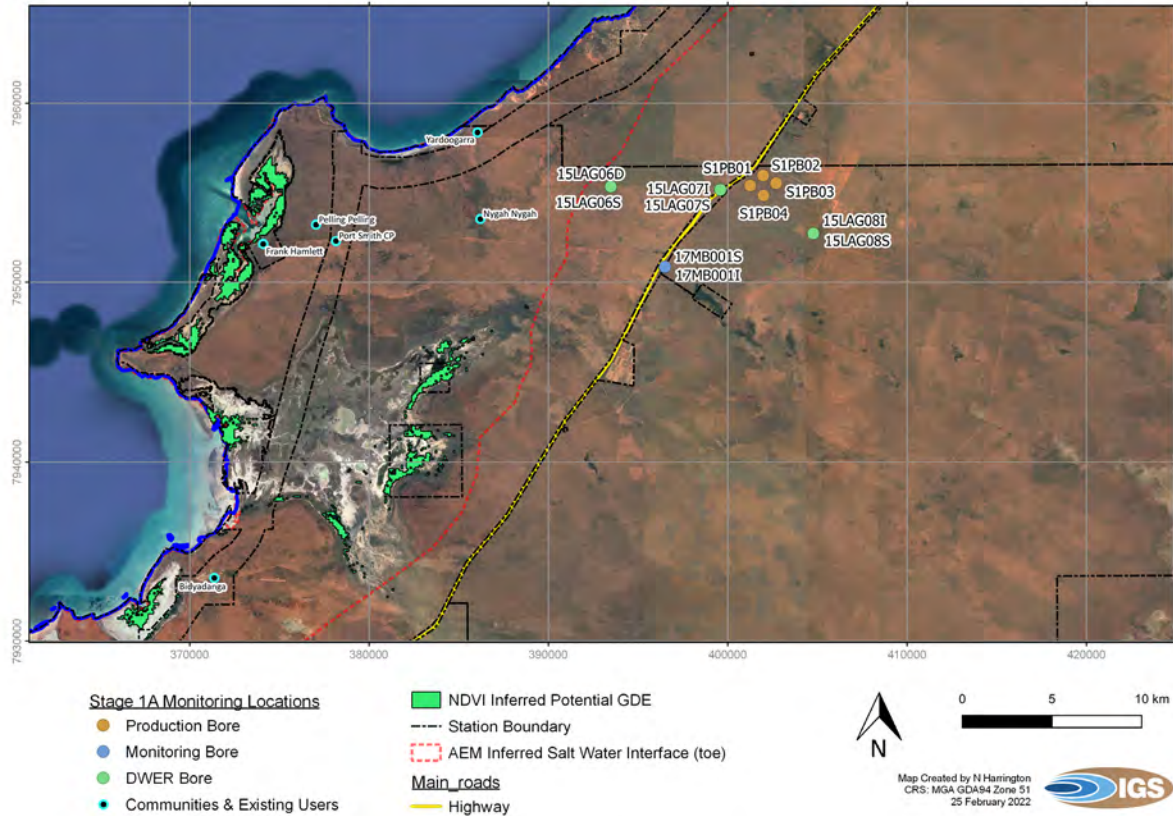 7960000
7950000
7940000
7930000
Yardoogarra
15LAG06D
15LAG06S
15LAG07I
15LAG07S
S1PB01
S1PB02
S1PB03
S1PB04
15LAG08I
15LAG08S
Pelling Pelling
Port Smith CP
Frank Hamlett
Nygah Nygah
17MB001S
17MB001I
Bidyadanga
370000
380000
390000
400000
410000
420000
Stage 1A Monitoring Locations
Production Bore
Monitoring Bore
DWER Bore
Communities & Existing Users
NDVI Inferred Potential GDE
Station Boundary
AEM Inferred Salt Water Interface (toe)
Main_roads
Highway
N
0 5 10 km
Map Created by N Harrington
CRS: MGA GDA94 Zone 51
25 February 2022
IGS